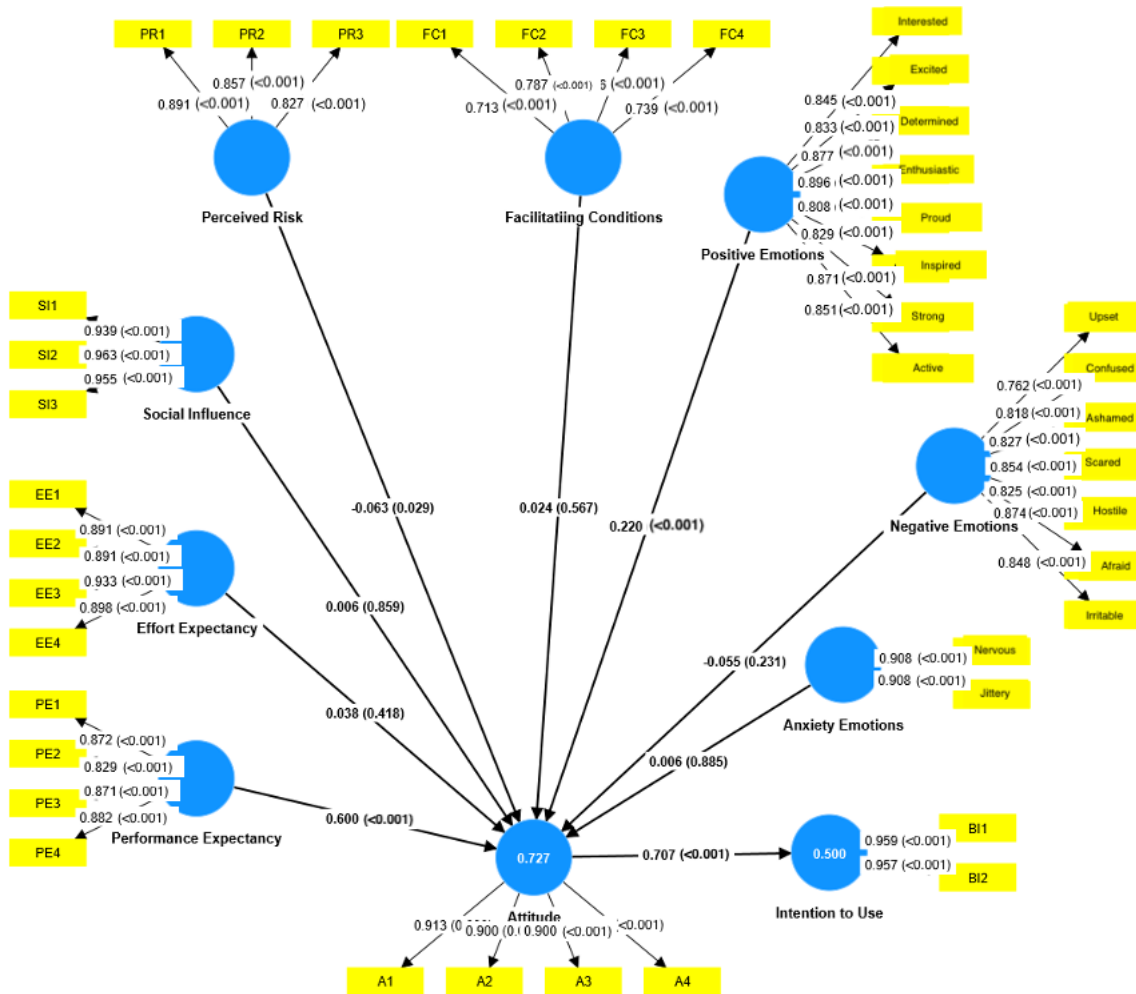 PR1
PR2
PR3
FC1
FC2
FC3
FC4
Interested
Excited
Determined
Enthusiastic
Proud
Inspired
Strong
Active
0.891 (<0.001)
0.857 (<0.001)
0.827 (<0.001)
0.713 (<0.001)
0.787 (<0.001)
(<0.001)
0.739 (<0.001)
0.845 (<0.001)
0.833 (<0.001)
0.877 (<0.001)
0.896 (<0.001)
0.808 (<0.001)
0.829 (<0.001)
0.871 (<0.001)
0.851 (<0.001)
Perceived Risk
Facilitatiing Conditions
Positive Emotions
SI1
SI2
SI3
0.939 (<0.001)
0.963 (<0.001)
0.955 (<0.001)
Social Influence
Upset
Confused
Ashamed
Scared
Hostile
Afraid
Irritable
0.762 (<0.001)
0.818 (<0.001)
0.827 (<0.001)
0.854 (<0.001)
0.825 (<0.001)
0.874 (<0.001)
0.848 (<0.001)
Negative Emotions
EE1
EE2
EE3
EE4
0.891 (<0.001)
0.891 (<0.001)
0.933 (<0.001)
0.898 (<0.001)
Effort Expectancy
-0.063 (0.029)
0.024 (0.567)
0.220 (<0.001)
0.006 (0.859)
0.038 (0.418)
-0.055 (0.231)
0.006 (0.885)
Nervous
Jittery
0.908 (<0.001)
0.908 (<0.001)
Anxiety Emotions
PE1
PE2
PE3
PE4
0.872 (<0.001)
0.829 (<0.001)
0.871 (<0.001)
0.882 (<0.001)
Performance Expectancy
0.600 (<0.001)
0.727
0.707 (<0.001)
0.500
0.959 (<0.001)
0.957 (<0.001)
BI1
BI2
Attitude
Intention to Use
0.913
0.900
0.900 (<0.001)
<0.001)
A1
A2
A3
A4